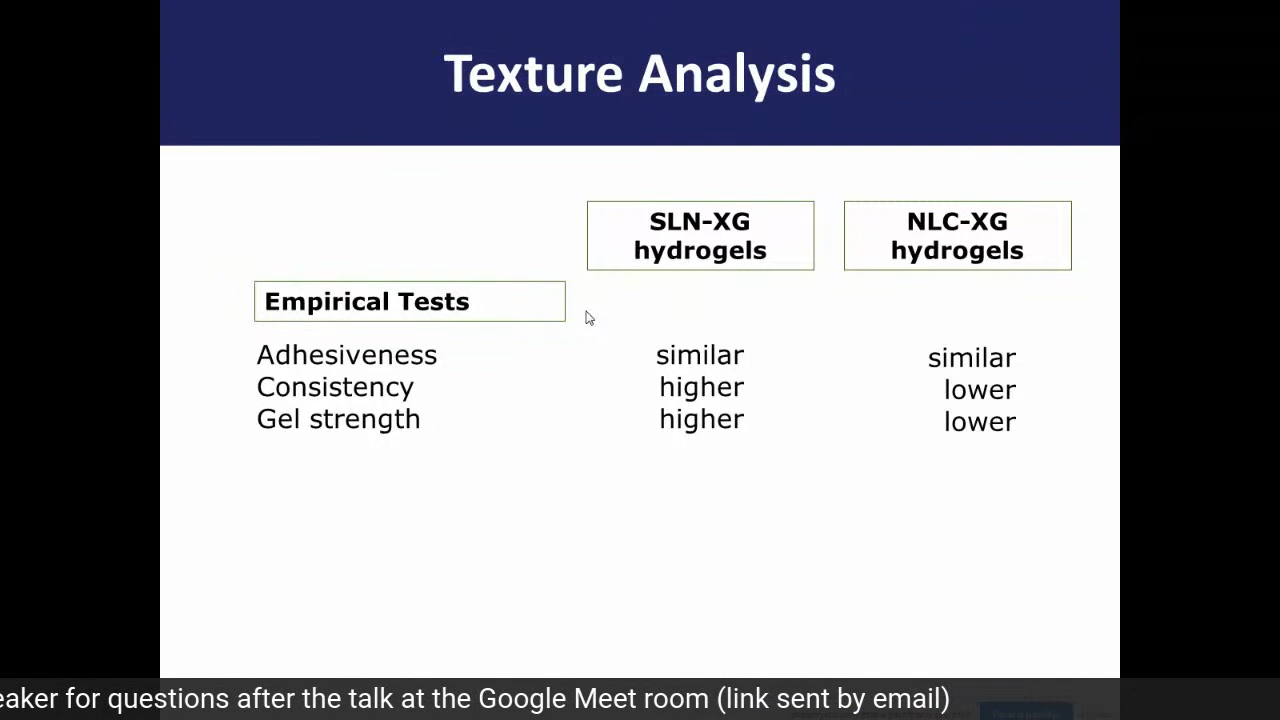 Texture Analysis
SLN-XG
hydrogels
NLC-XG
hydrogels
Empirical Tests
Adhesiveness similar similar
Consistency higher lower
Gel strength higher lower
eaker for questions after the talk at the Google Meet room (link sent by email)